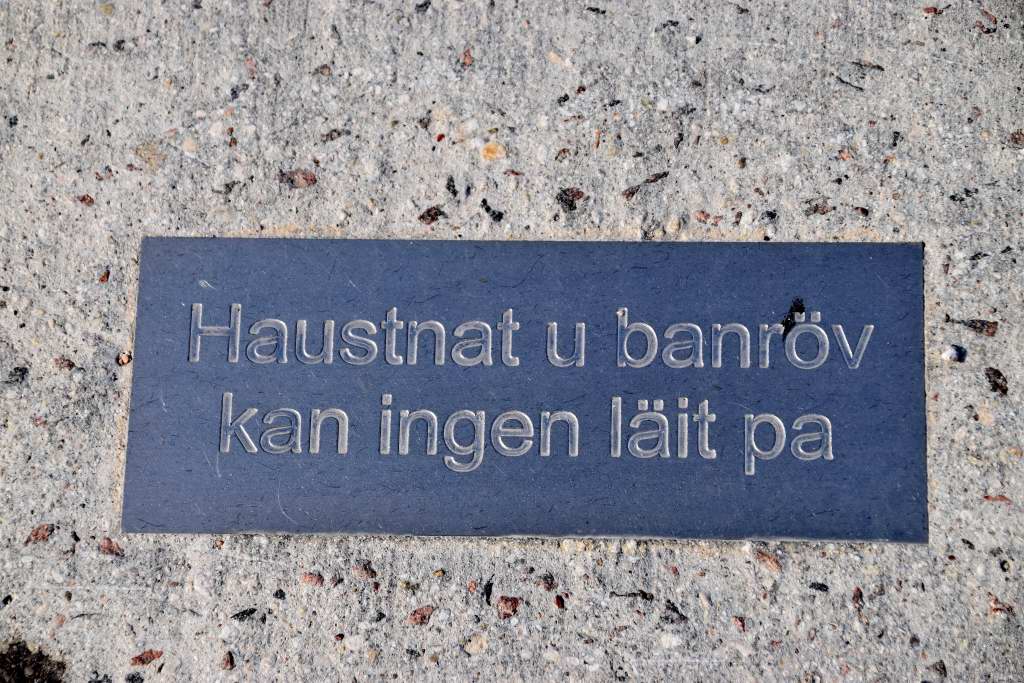 Haustnat u banröv
kan ingen läit pa